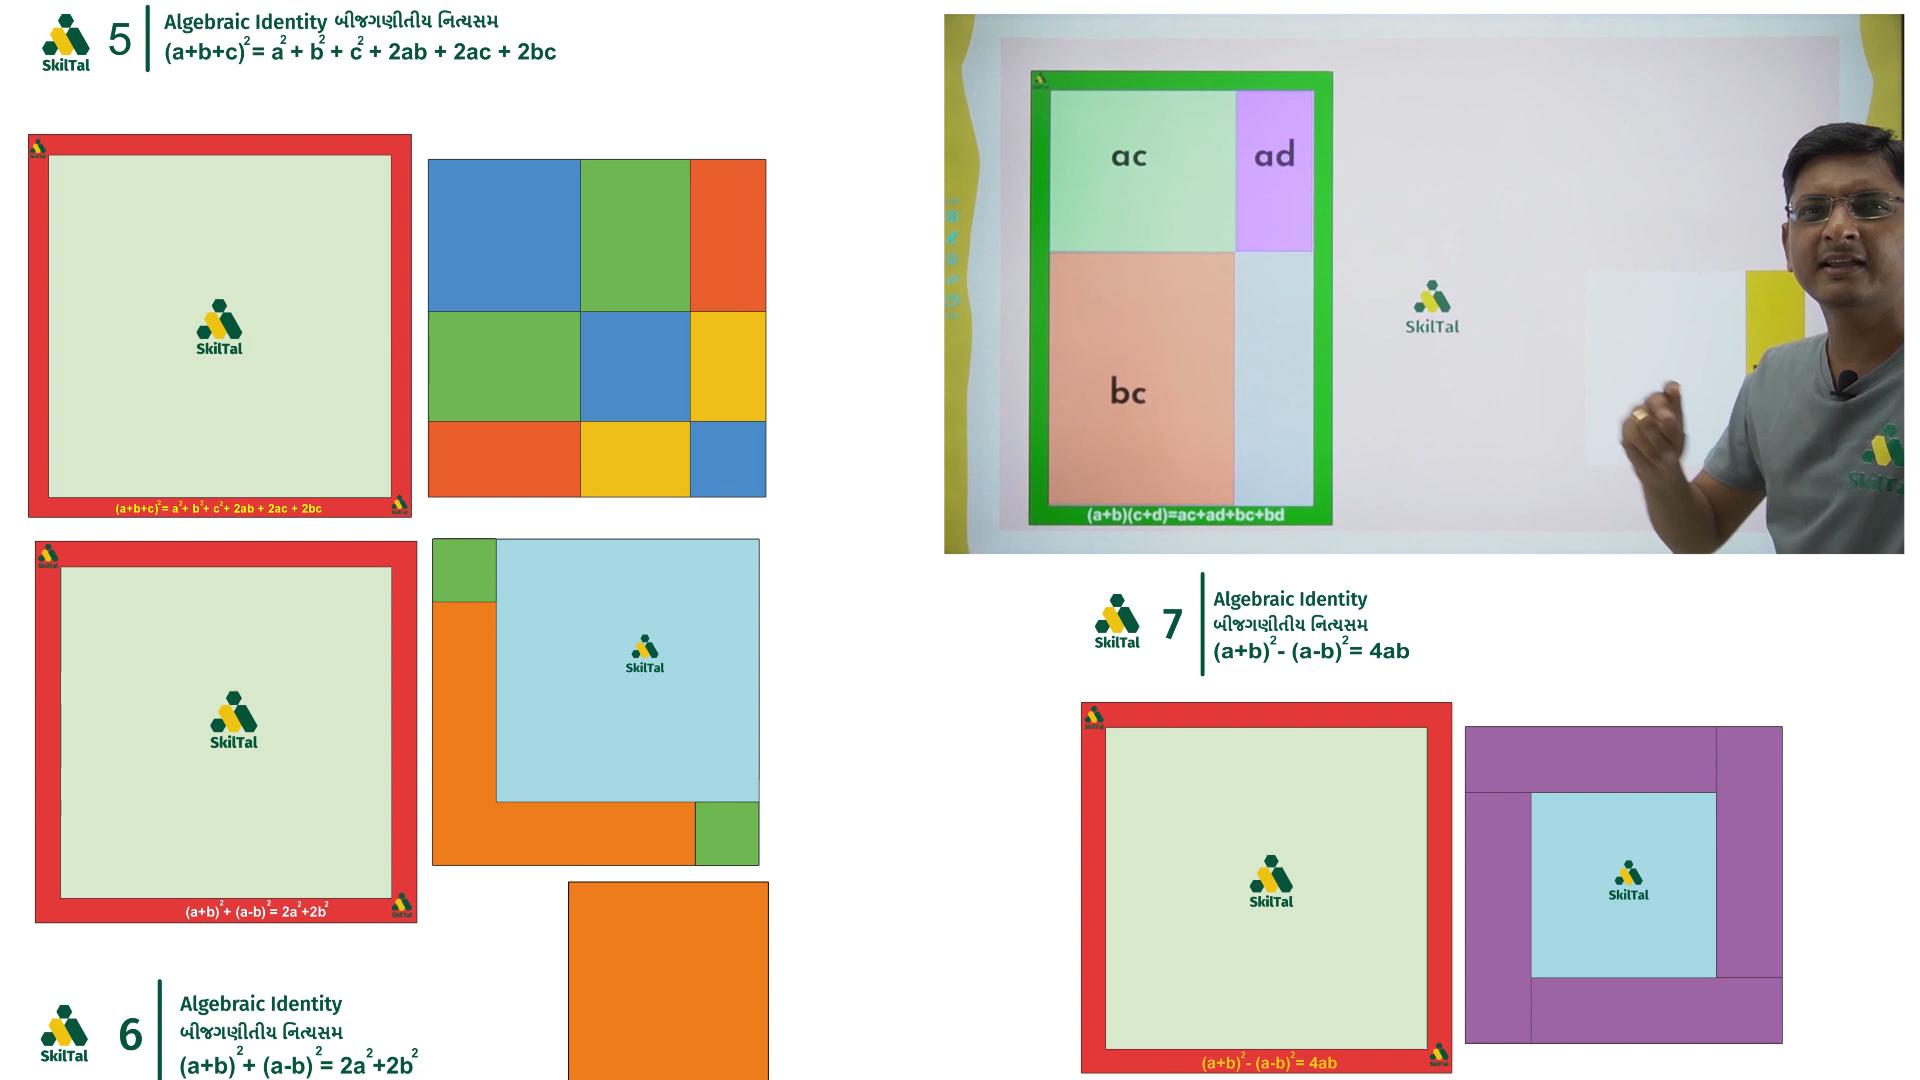 SkilTal
5
Algebraic Identity બીજગણીતીય નિત્યસમ
(a+b+c)²= a²+ b²+ c²+ 2ab + 2ac + 2bc
SkilTal
(a+b+c)²= a²+ b²+ c²+ 2ab + 2ac + 2bc
SkilTal
SkilTal
SkilTal
(a+b)²+ (a-b)²= 2a²+2b²
SkilTal
6
Algebraic Identity
બીજગણીતીય નિત્યસમ
(a+b)²+ (a-b)²= 2a²+2b²
ac
ad
bc
SkilTal
(a+b)(c+d)=ac+ad+bc+bd
SkilTal
7
Algebraic Identity
બીજગણીતીય નિત્યસમ
(a+b)²- (a-b)²= 4ab
SkilTal
SkilTal
(a+b)²- (a-b)²= 4ab